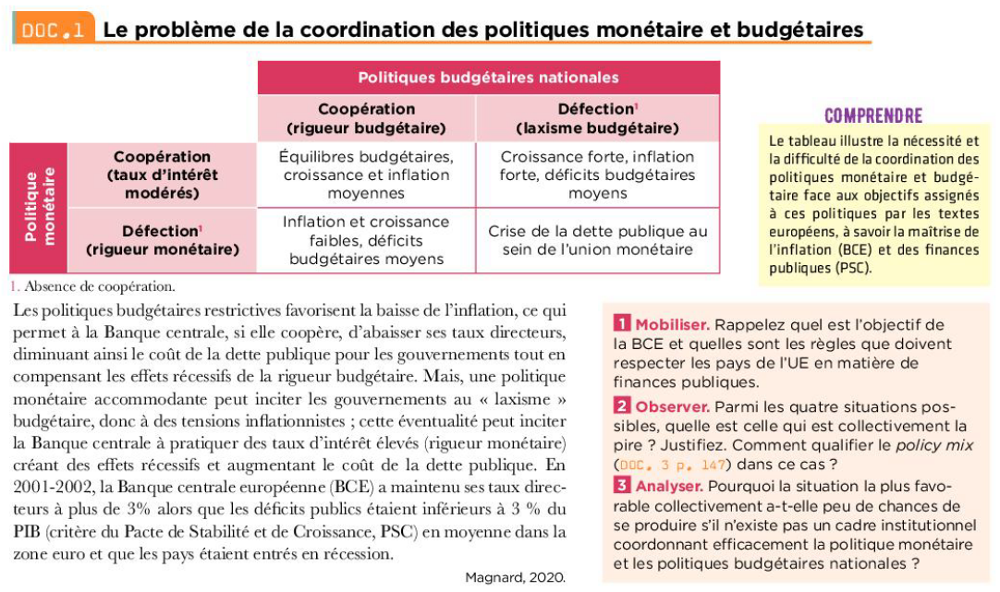 DOC.1 Le problème de la coordination des politiques monétaire et budgétaires
Politiques budgétaires nationales
Coopération
(rigueur budgétaire)
Défection¹
(laxisme budgétaire)
Politique
monétaire
Coopération
(taux d'intérêt
modérés)
Équilibres budgétaires,
croissance et inflation
moyennes
Croissance forte, inflation
forte, déficits budgétaires
moyens
Défection¹
(rigueur monétaire)
Inflation et croissance
faibles, déficits
budgétaires moyens
Crise de la dette publique au
sein de l'union monétaire
1. Absence de coopération.
COMPRENDRE
Le tableau illustre la nécessité et
la difficulté de la coordination des
politiques monétaire et budgé-
taire face aux objectifs assignés
à ces politiques par les textes
européens, à savoir la maîtrise de
l'inflation (BCE) et des finances
publiques (PSC).
Les politiques budgétaires restrictives favorisent la baisse de l'inflation, ce qui
permet à la Banque centrale, si elle coopère, d'abaisser ses taux directeurs,
diminuant ainsi le coût de la dette publique pour les gouvernements tout en
compensant les effets récessifs de la rigueur budgétaire. Mais, une politique
monétaire accommodante peut inciter les gouvernements au « laxisme »
budgétaire, donc à des tensions inflationnistes ; cette éventualité peut inciter
la Banque centrale à pratiquer des taux d'intérêt élevés (rigueur monétaire)
créant des effets récessifs et augmentant le coût de la dette publique. En
2001-2002, la Banque centrale européenne (BCE) a maintenu ses taux direc-
teurs à plus de 3% alors que les déficits publics étaient inférieurs à 3 % du
PIB (critère du Pacte de Stabilité et de Croissance, PSC) en moyenne dans la
zone euro et que les pays étaient entrés en récession.
Magnard, 2020.
1 Mobiliser. Rappelez quel est l'objectif de
la BCE et quelles sont les règles que doivent
respecter les pays de l'UE en matière de
finances publiques.
2 Observer. Parmi les quatre situations pos-
sibles, quelle est celle qui est collectivement la
pire ? Justifiez. Comment qualifier le policy mix
(DOC. 3 p. 147) dans ce cas ?
3 Analyser. Pourquoi la situation la plus favo-
rable collectivement a-t-elle peu de chances de
se produire s'il n'existe pas un cadre institutionnel
coordonnant efficacement la politique monétaire
et les politiques budgétaires nationales ?